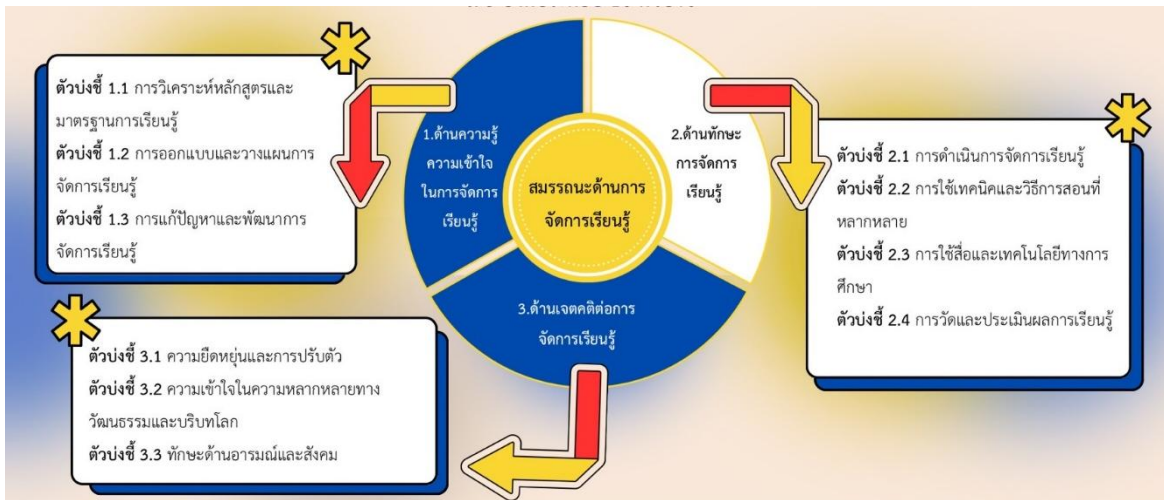 ตัวบ่งชี้ 1.1 การวิเคราะห์หลักสูตรและ
มาตรฐานการเรียนรู้
ตัวบ่งชี้ 1.2 การออกแบบและวางแผนการ
จัดการเรียนรู้
ตัวบ่งชี้ 1.3 การแก้ปัญหาและพัฒนาการ
จัดการเรียนรู้
1.ด้านความรู้
ความเข้าใจ
ในการจัดการ
เรียนรู้
สมรรถนะด้านการ
จัดการเรียนรู้
2.ด้านทักษะ
การจัดการ
เรียนรู้
ตัวบ่งชี้ 2.1 การดำเนินการจัดการเรียนรู้
ตัวบ่งชี้ 2.2 การใช้เทคนิคและวิธีการสอนที่
หลากหลาย
ตัวบ่งชี้ 2.3 การใช้สื่อและเทคโนโลยีทางการ
ศึกษา
ตัวบ่งชี้ 2.4 การวัดและประเมินผลการเรียนรู้
3.ด้านเจตคติต่อการ
จัดการเรียนรู้
ตัวบ่งชี้ 3.1 ความยืดหยุ่นและการปรับตัว
ตัวบ่งชี้ 3.2 ความเข้าใจในความหลากหลายทาง
วัฒนธรรมและบริบทโลก
ตัวบ่งชี้ 3.3 ทักษะด้านอารมณ์และสังคม